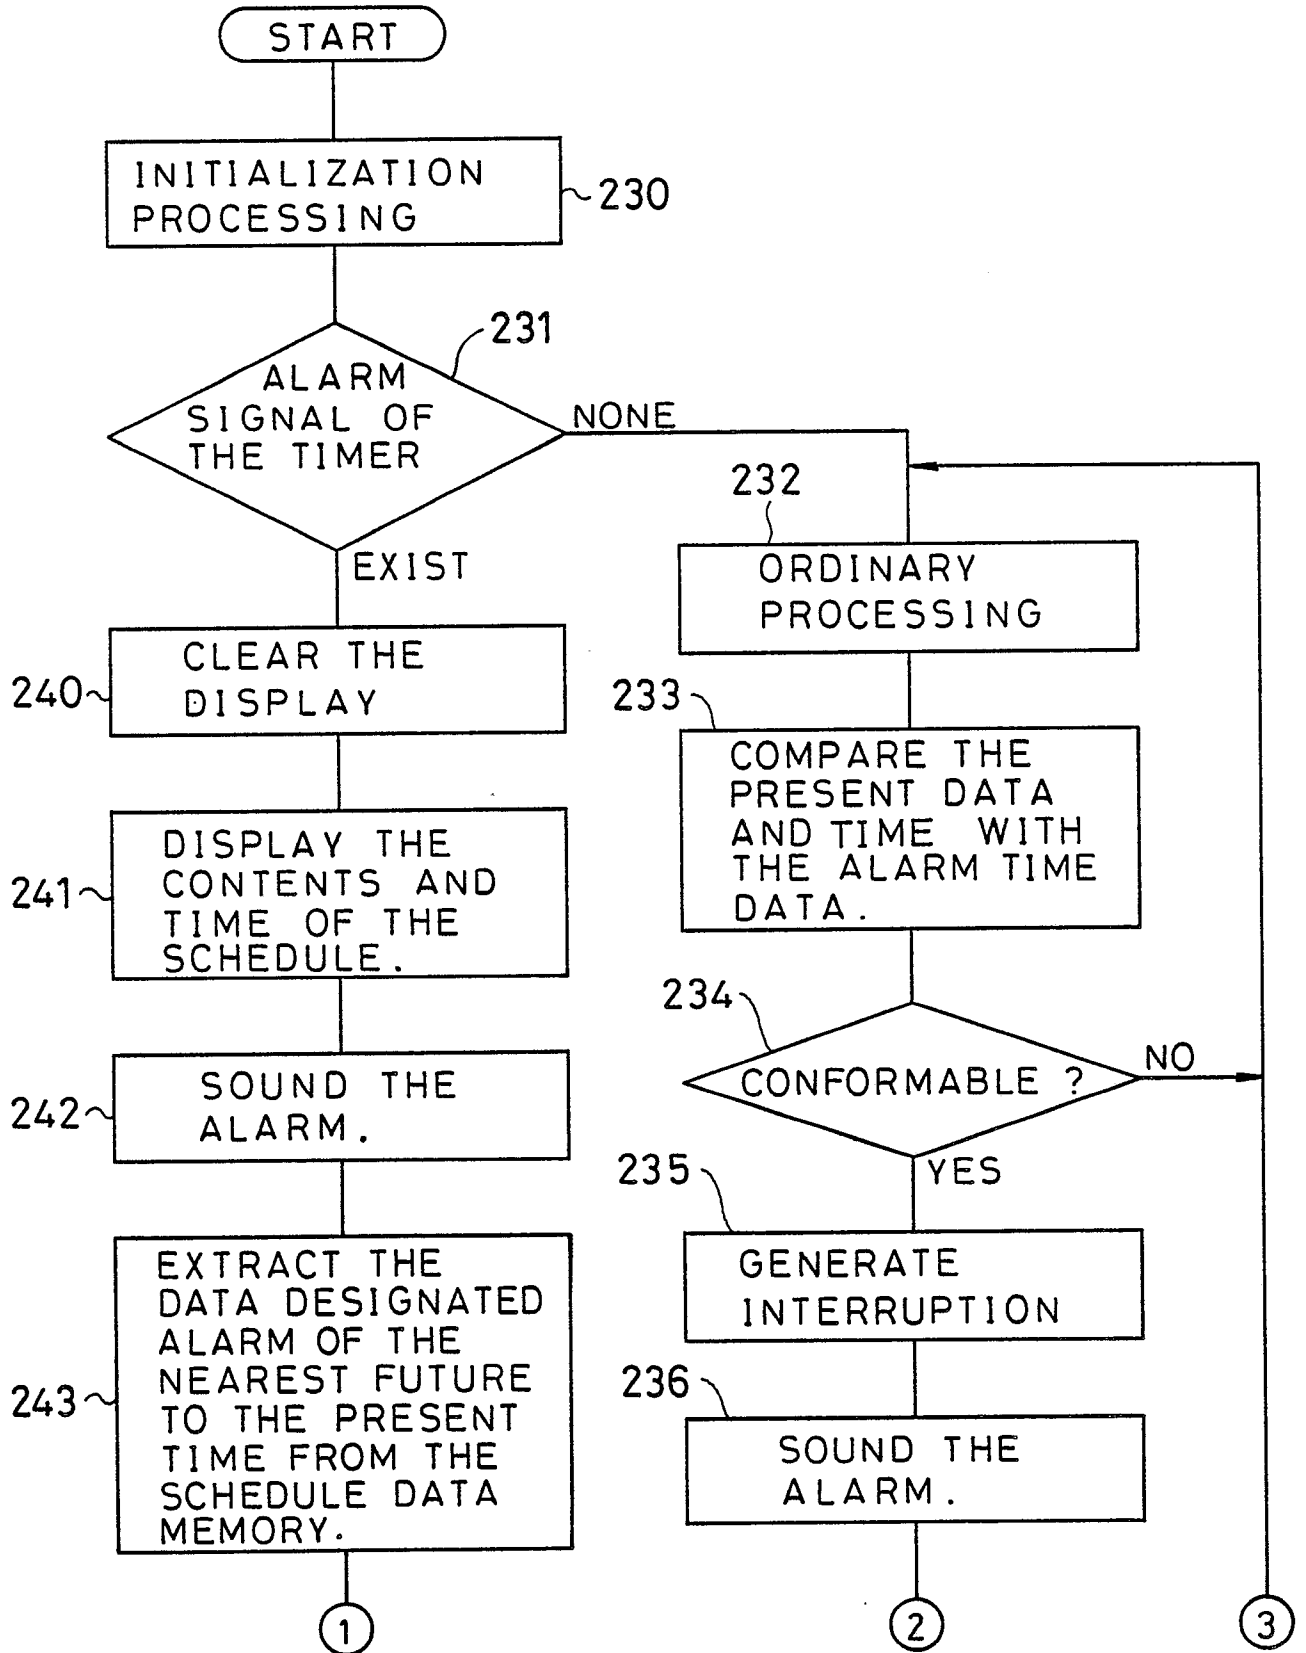 START
INITIALIZATION
PROCESSING
230
231
ALARM
SIGNAL OF
THE TIMER
NONE
EXIST
CLEAR THE
DISPLAY
240
DISPLAY THE
CONTENTS AND
TIME OF THE
SCHEDULE.
241
SOUND THE
ALARM.
242
EXTRACT THE
DATA DESIGNATED
ALARM OF THE
NEAREST FUTURE
TO THE PRESENT
TIME FROM THE
SCHEDULE DATA
MEMORY.
243
1
232
ORDINARY
PROCESSING
233
COMPARE THE
PRESENT DATA
AND TIME WITH
THE ALARM TIME
DATA.
234
CONFORMABLE ?
NO
YES
235
GENERATE
INTERRUPTION
236
SOUND THE
ALARM.
2
3